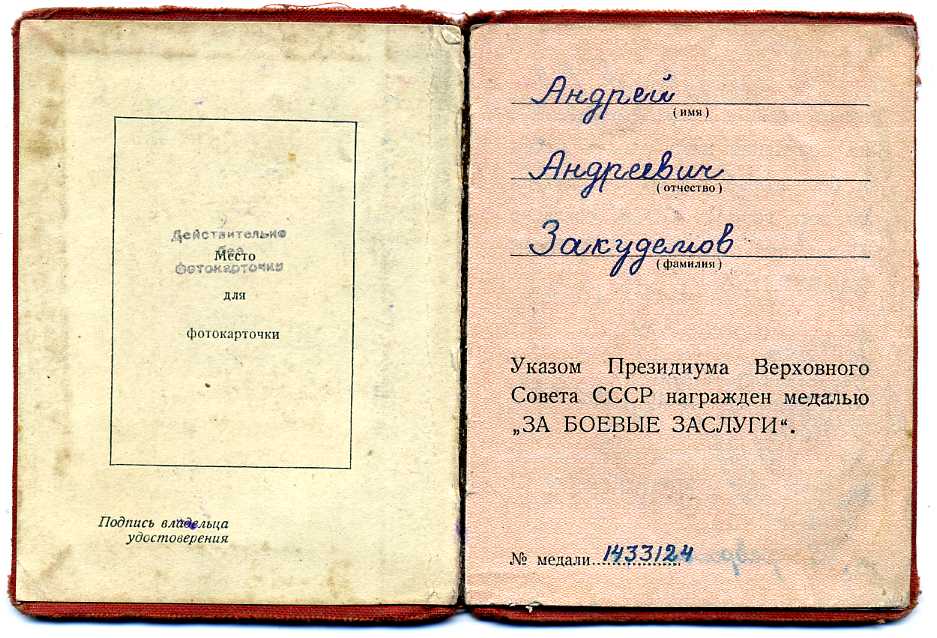 Действительно
без
фотокарточки
Место
для
фотокарточки
Подпись владельца
удостоверения
Андрей
(имя)
Андреевич
(отчество)
Закудемов
(фамилия)
Указом Президиума Верховного
Совета СССР награжден медалью
„ЗА БОЕВЫЕ ЗАСЛУГИ“.
№ медали 1433124